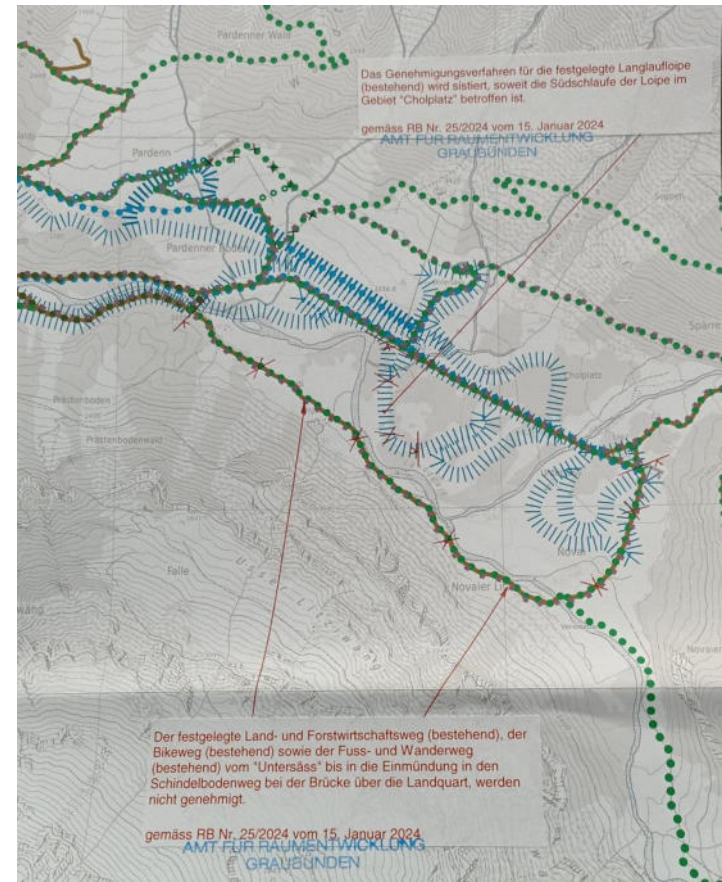 Pardenner Wald
Das Genehmigungsverfahren für die festgelegte Langlaufloipe
(bestehend) wird sistiert, soweit die Südschlaufe der Loipe im
Gebiet "Cholplatz" betroffen ist.
gemäss RB Nr. 25/2024 vom 15. Januar 2024
AMT FÜR RAUMENTWICKLUNG
GRAUBÜNDEN
Pardenn
Pardenner Boden
Cholplatz
Prästenboden
Prästenbodenwald
Novai
Falle
Novaier
Der festgelegte Land- und Forstwirtschaftsweg (bestehend), der
Bikeweg (bestehend) sowie der Fuss- und Wanderweg
(bestehend) vom "Untersäss" bis in die Einmündung in den
Schindelbodenweg bei der Brücke über die Landquart, werden
nicht genehmigt.
gemäss RB Nr. 25/2024 vom 15. Januar 2024
AMT FÜR RAUMENTWICKLUNG
GRAUBÜNDEN